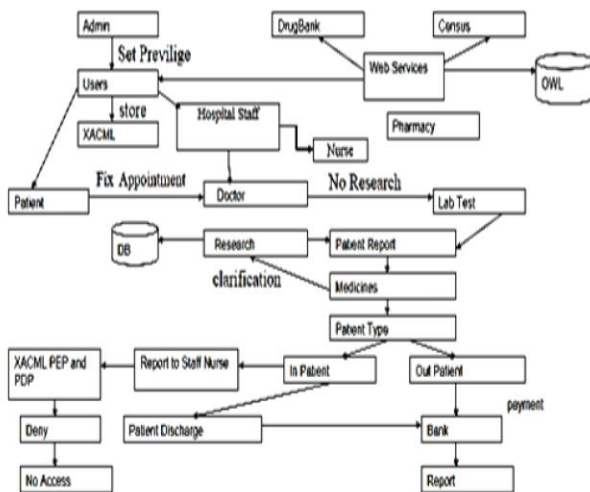 Admin
DrugBank
Census
Set Previlige
Web Services
Users
OWL
store
Hospital Staff
Pharmacy
XACML
Nurse
Fix Appointment
No Research
Patient
Doctor
Lab Test
DB
Research
Patient Report
clarification
Medicines
Patient Type
XACML PEP and
PDP
Report to Staff Nurse
In Patient
Out Patient
payment
Deny
Patient Discharge
Bank
No Access
Report